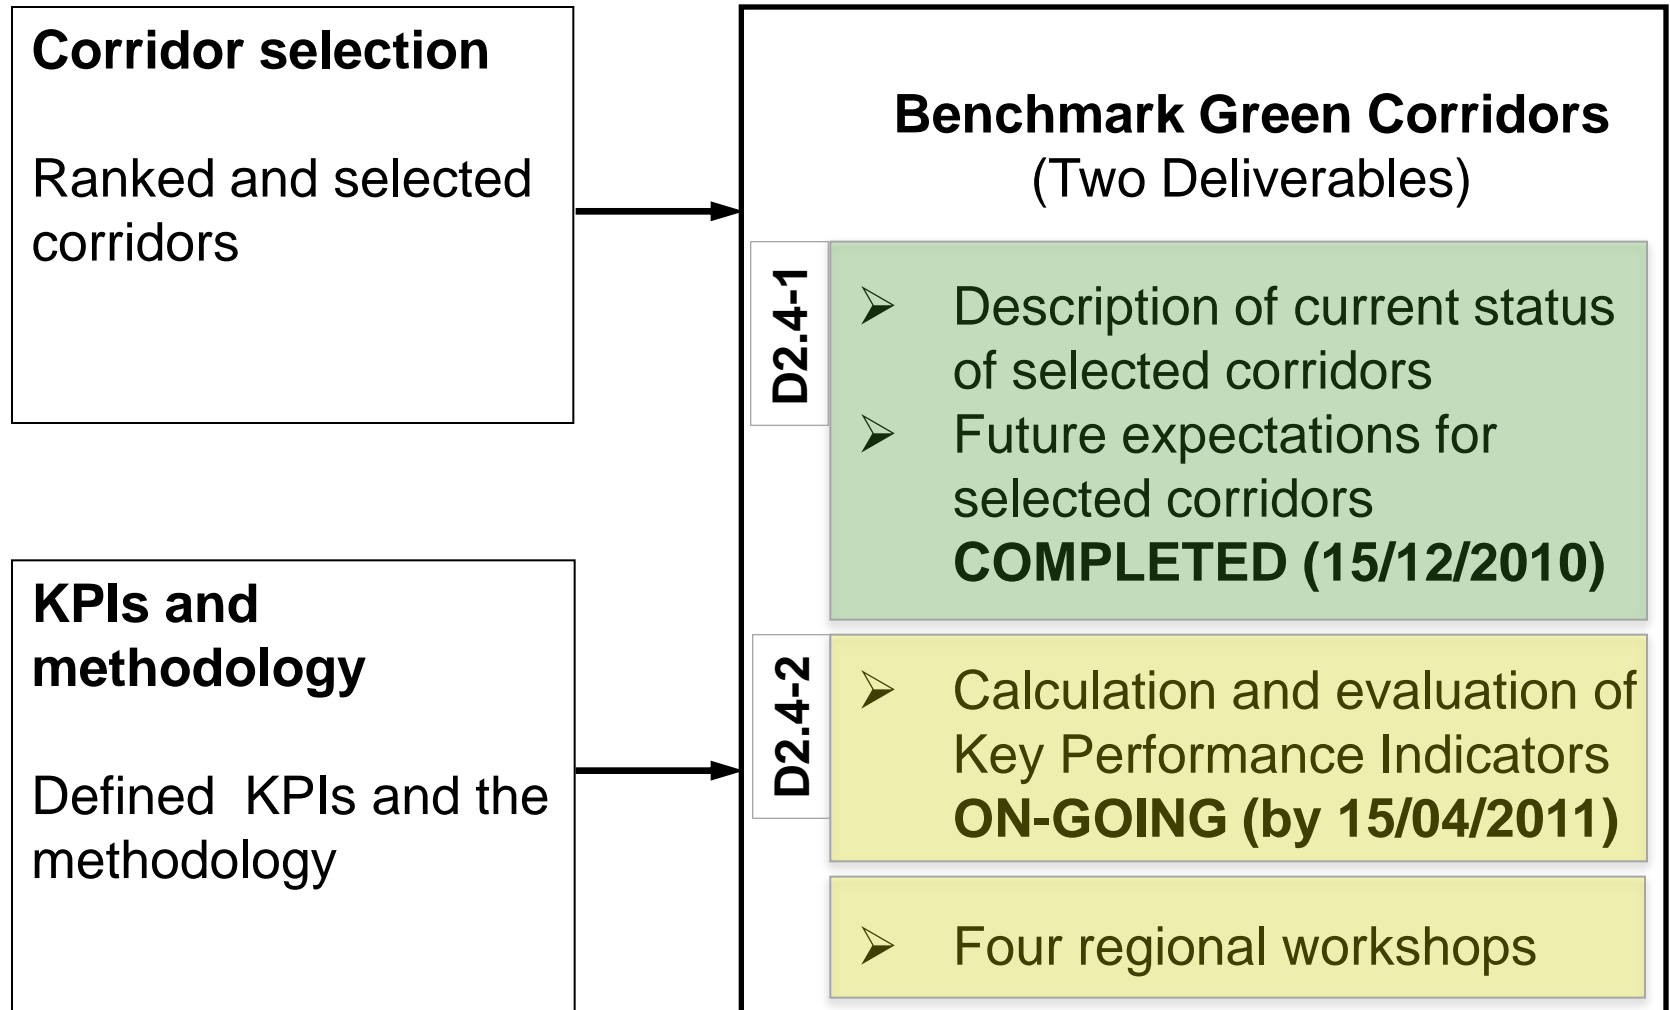 Corridor selection
Ranked and selected
corridors
KPIs and
methodology
Defined  KPIs and the
methodology
Benchmark Green Corridors
(Two Deliverables)
D2.4-1
➢ Description of current status
of selected corridors
➢ Future expectations for
selected corridors
COMPLETED (15/12/2010)
D2.4-2
➢ Calculation and evaluation of
Key Performance Indicators
ON-GOING (by 15/04/2011)
➢ Four regional workshops